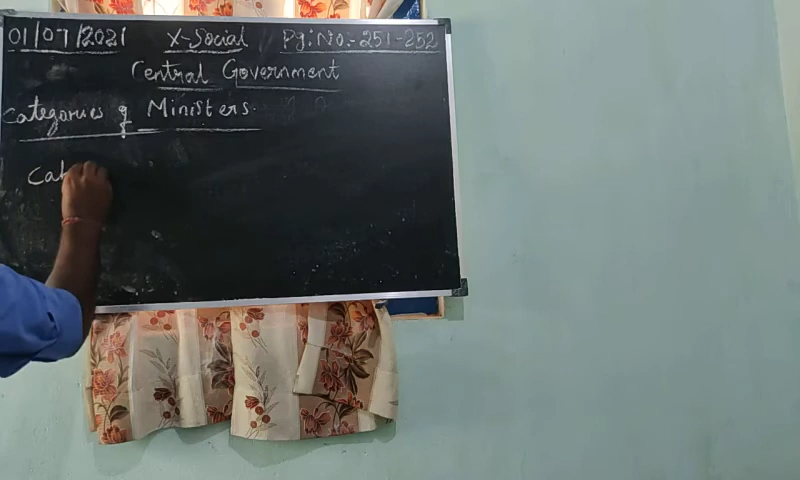 01/07/2021 X-Social Pg:No:-251-252
Central Government
Categories of Ministers.
Cab